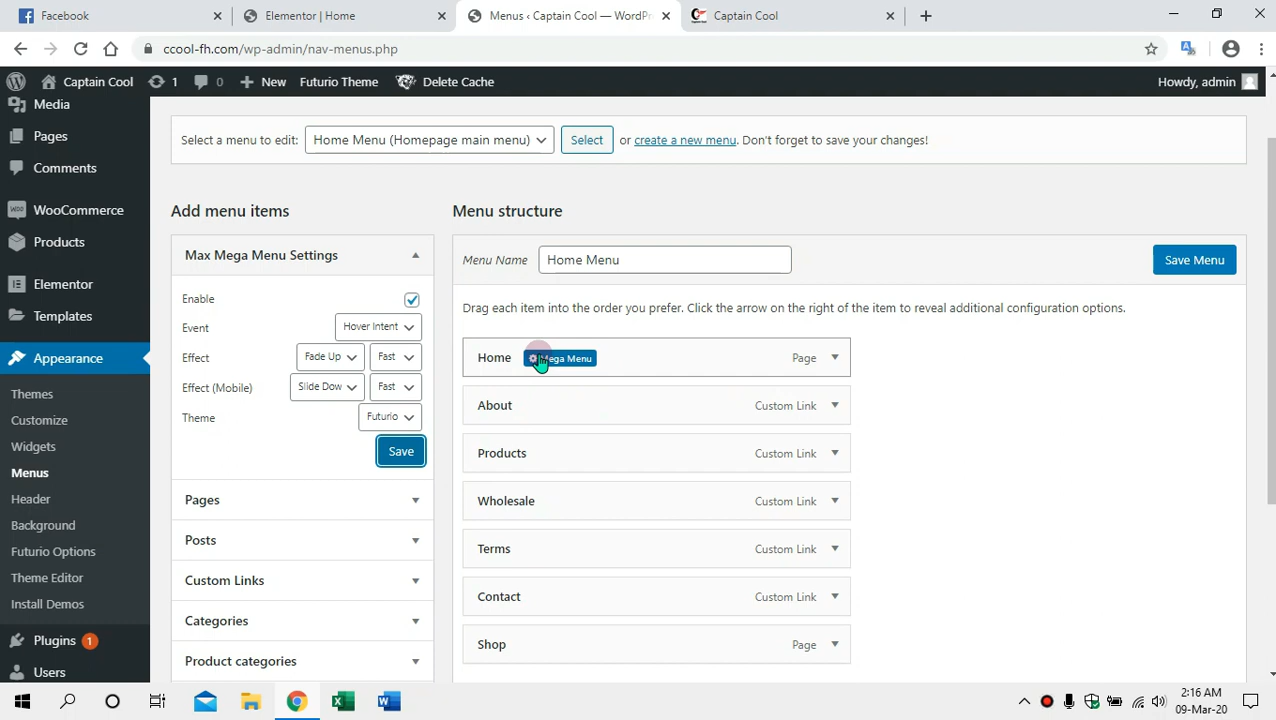 Facebook
Elementor | Home
Menus ‹ Captain Cool — WordPr
Captain Cool
ccool-fh.com/wp-admin/nav-menus.php
Captain Cool
1
0
New
Futurio Theme
Delete Cache
Howdy, admin
Media
Pages
Comments
WooCommerce
Products
Elementor
Templates
Appearance
Themes
Customize
Widgets
Menus
Header
Background
Futurio Options
Theme Editor
Install Demos
Plugins 1
Users
Select a menu to edit: Home Menu (Homepage main menu) Select or create a new menu. Don't forget to save your changes!
Add menu items
Max Mega Menu Settings
Enable
Event Hover Intent
Effect Fade Up Fast
Effect (Mobile) Slide Dow Fast
Theme Futurio
Save
Pages
Posts
Custom Links
Categories
Product categories
Menu structure
Menu Name Home Menu Save Menu
Drag each item into the order you prefer. Click the arrow on the right of the item to reveal additional configuration options.
Home Mega Menu Page
About Custom Link
Products Custom Link
Wholesale Custom Link
Terms Custom Link
Contact Custom Link
Shop Page
2:16 AM
09-Mar-20